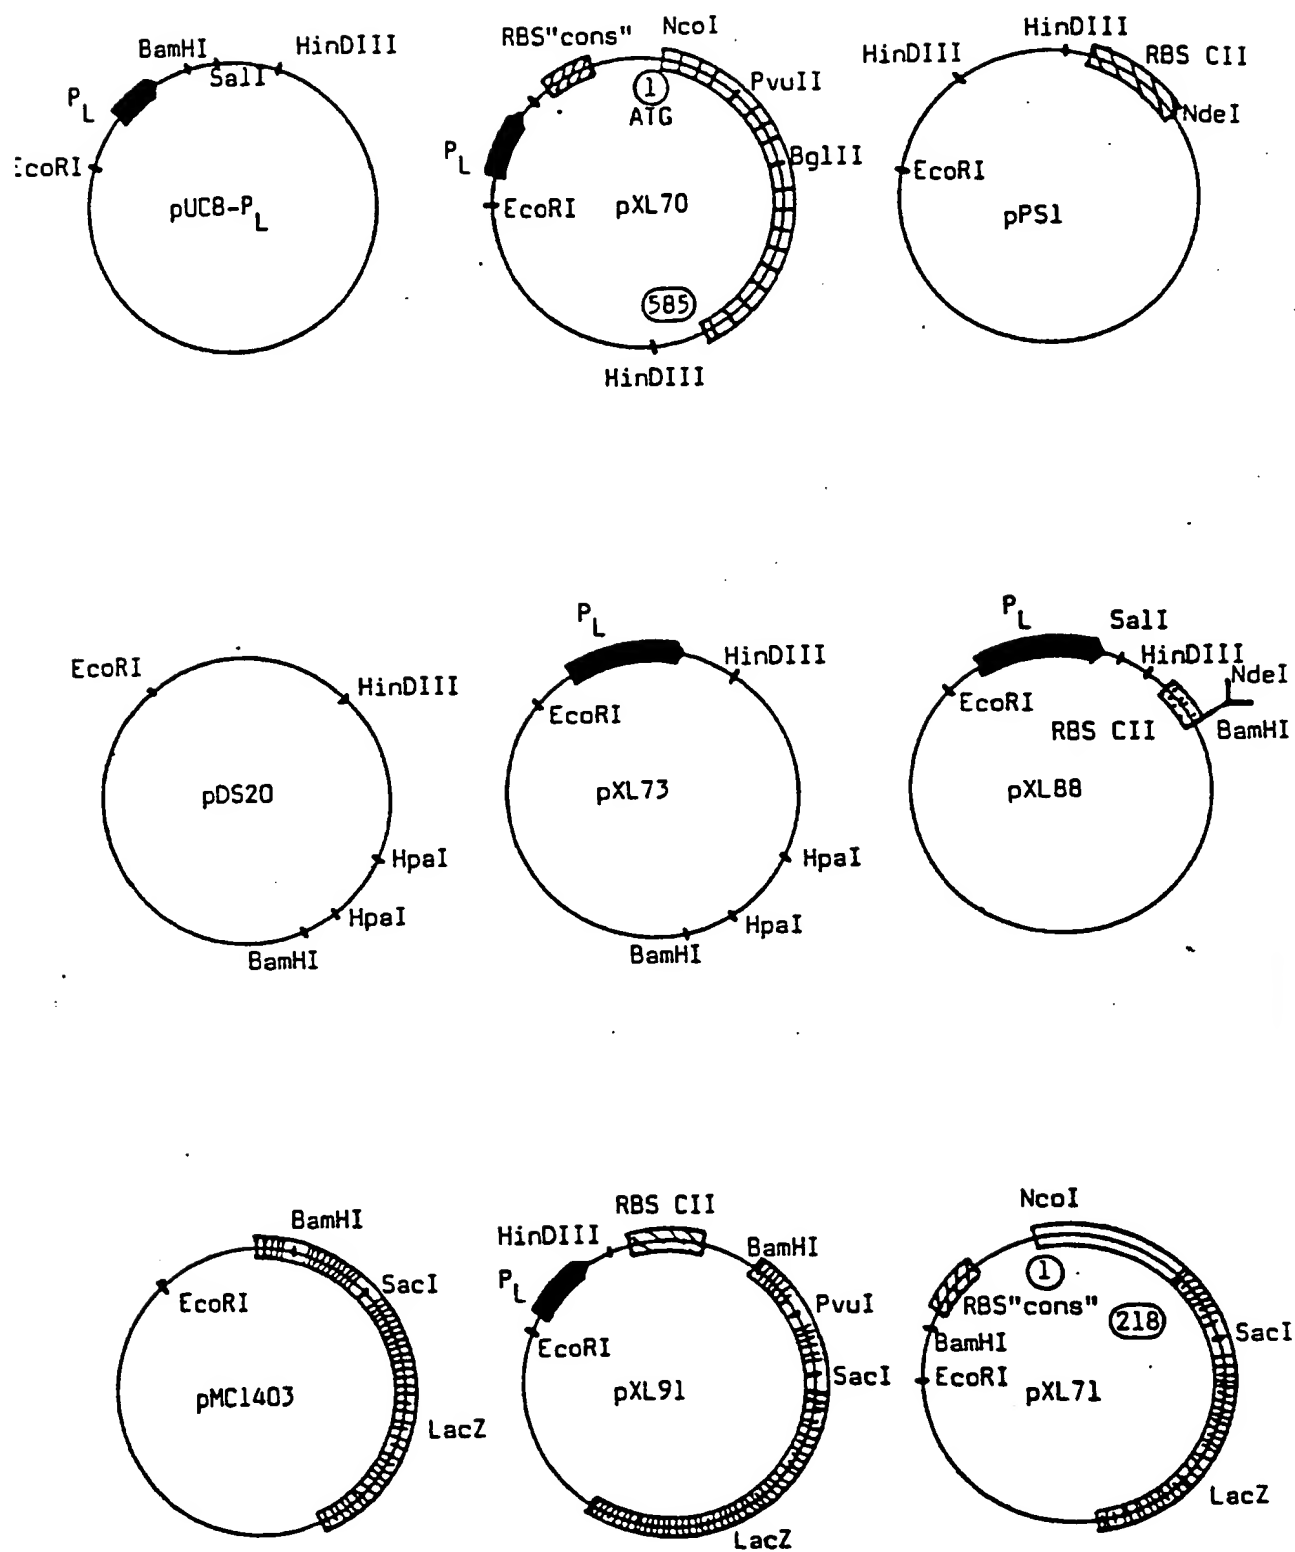 BamHI
SalI
HinDIII
P
L
EcoRI
pUC8-P
L
RBS"cons"
NcoI
1
ATG
PvuII
P
L
BglII
EcoRI
pXL70
585
HinDIII
HinDIII
HinDIII
RBS CII
NdeI
EcoRI
pPS1
EcoRI
HinDIII
pDS20
HpaI
HpaI
BamHI
P
L
HinDIII
EcoRI
pXL73
HpaI
HpaI
BamHI
P
L
SalI
HinDIII
NdeI
EcoRI
RBS CII
BamHI
pXL88
BamHI
SacI
EcoRI
pMC1403
LacZ
RBS CII
HinDIII
BamHI
P
L
PvuI
EcoRI
SacI
pXL91
LacZ
NcoI
1
RBS"cons"
218
SacI
BamHI
EcoRI
pXL71
LacZ